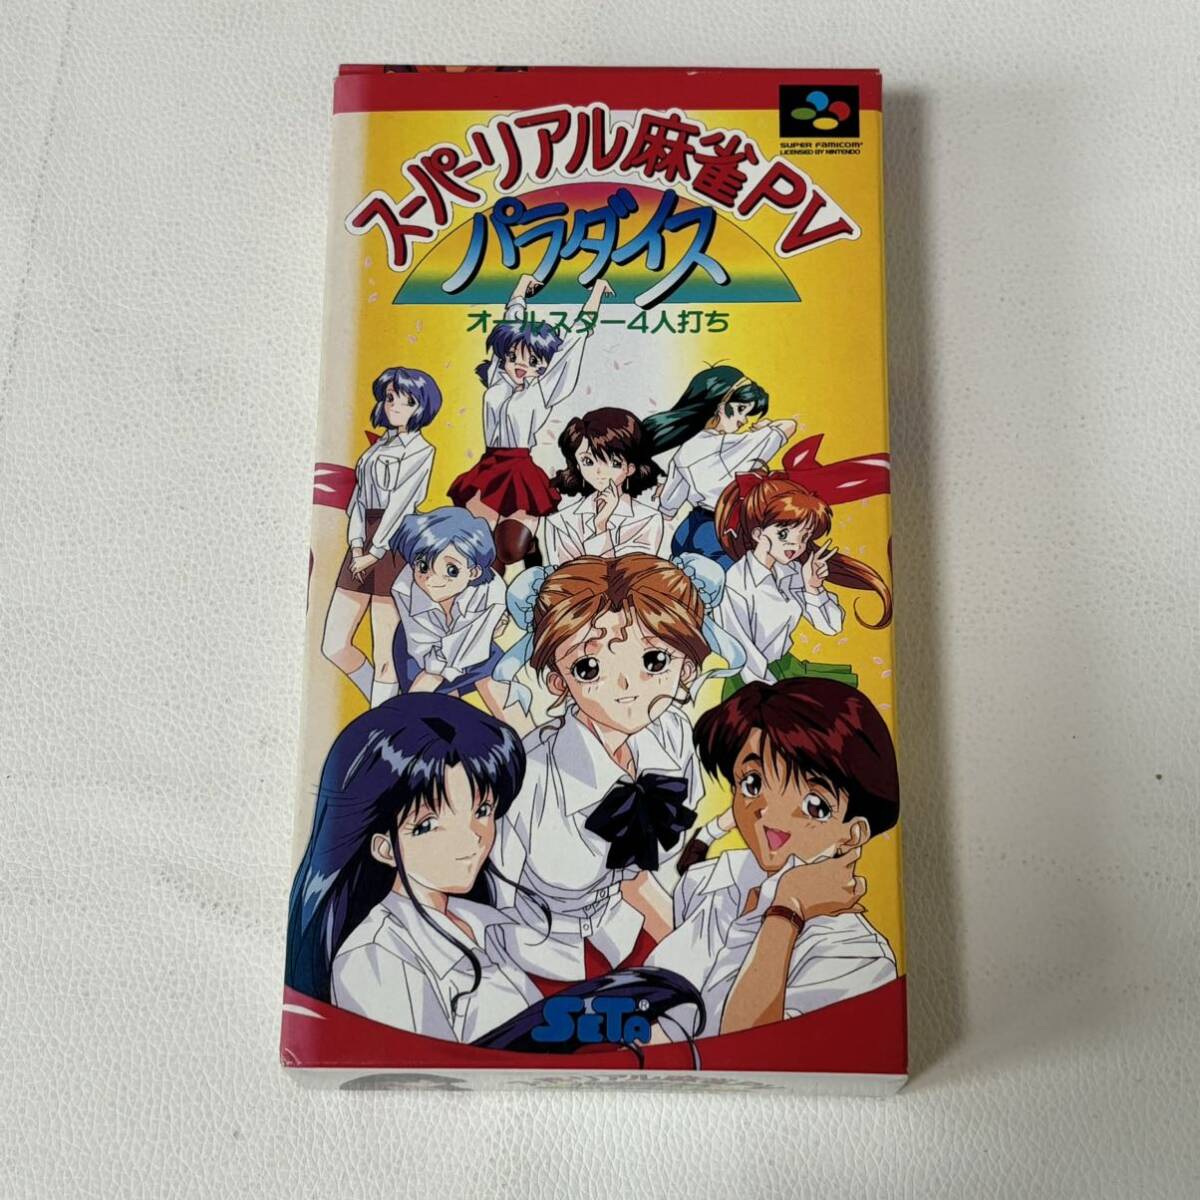 スーパーリアル麻雀PV
パラダイス
オールスター4人打ち
SUPER FAMICOM
LICENSED BY NINTENDO
SETA®